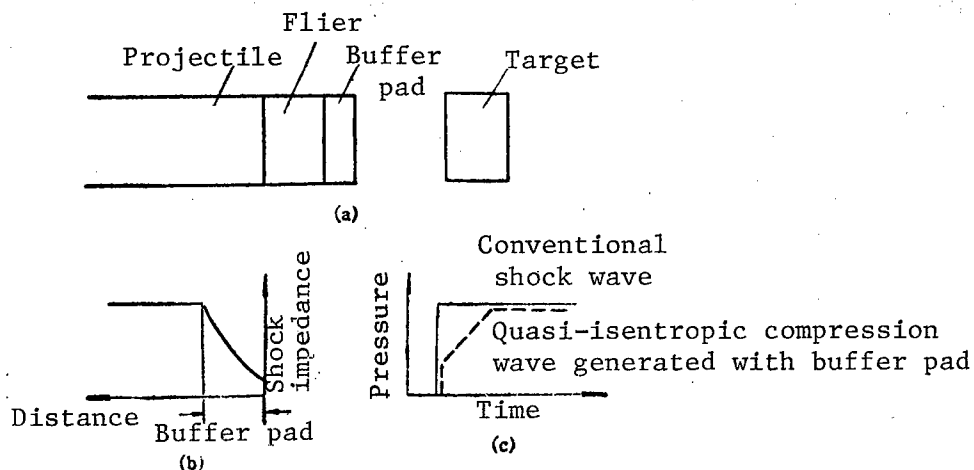 Flier
Projectile
Buffer
pad
Target
(a)
Shock
impedance
Distance
Buffer pad
(b)
Conventional
shock wave
Pressure
Quasi-isentropic compression
wave generated with buffer pad
Time
(c)